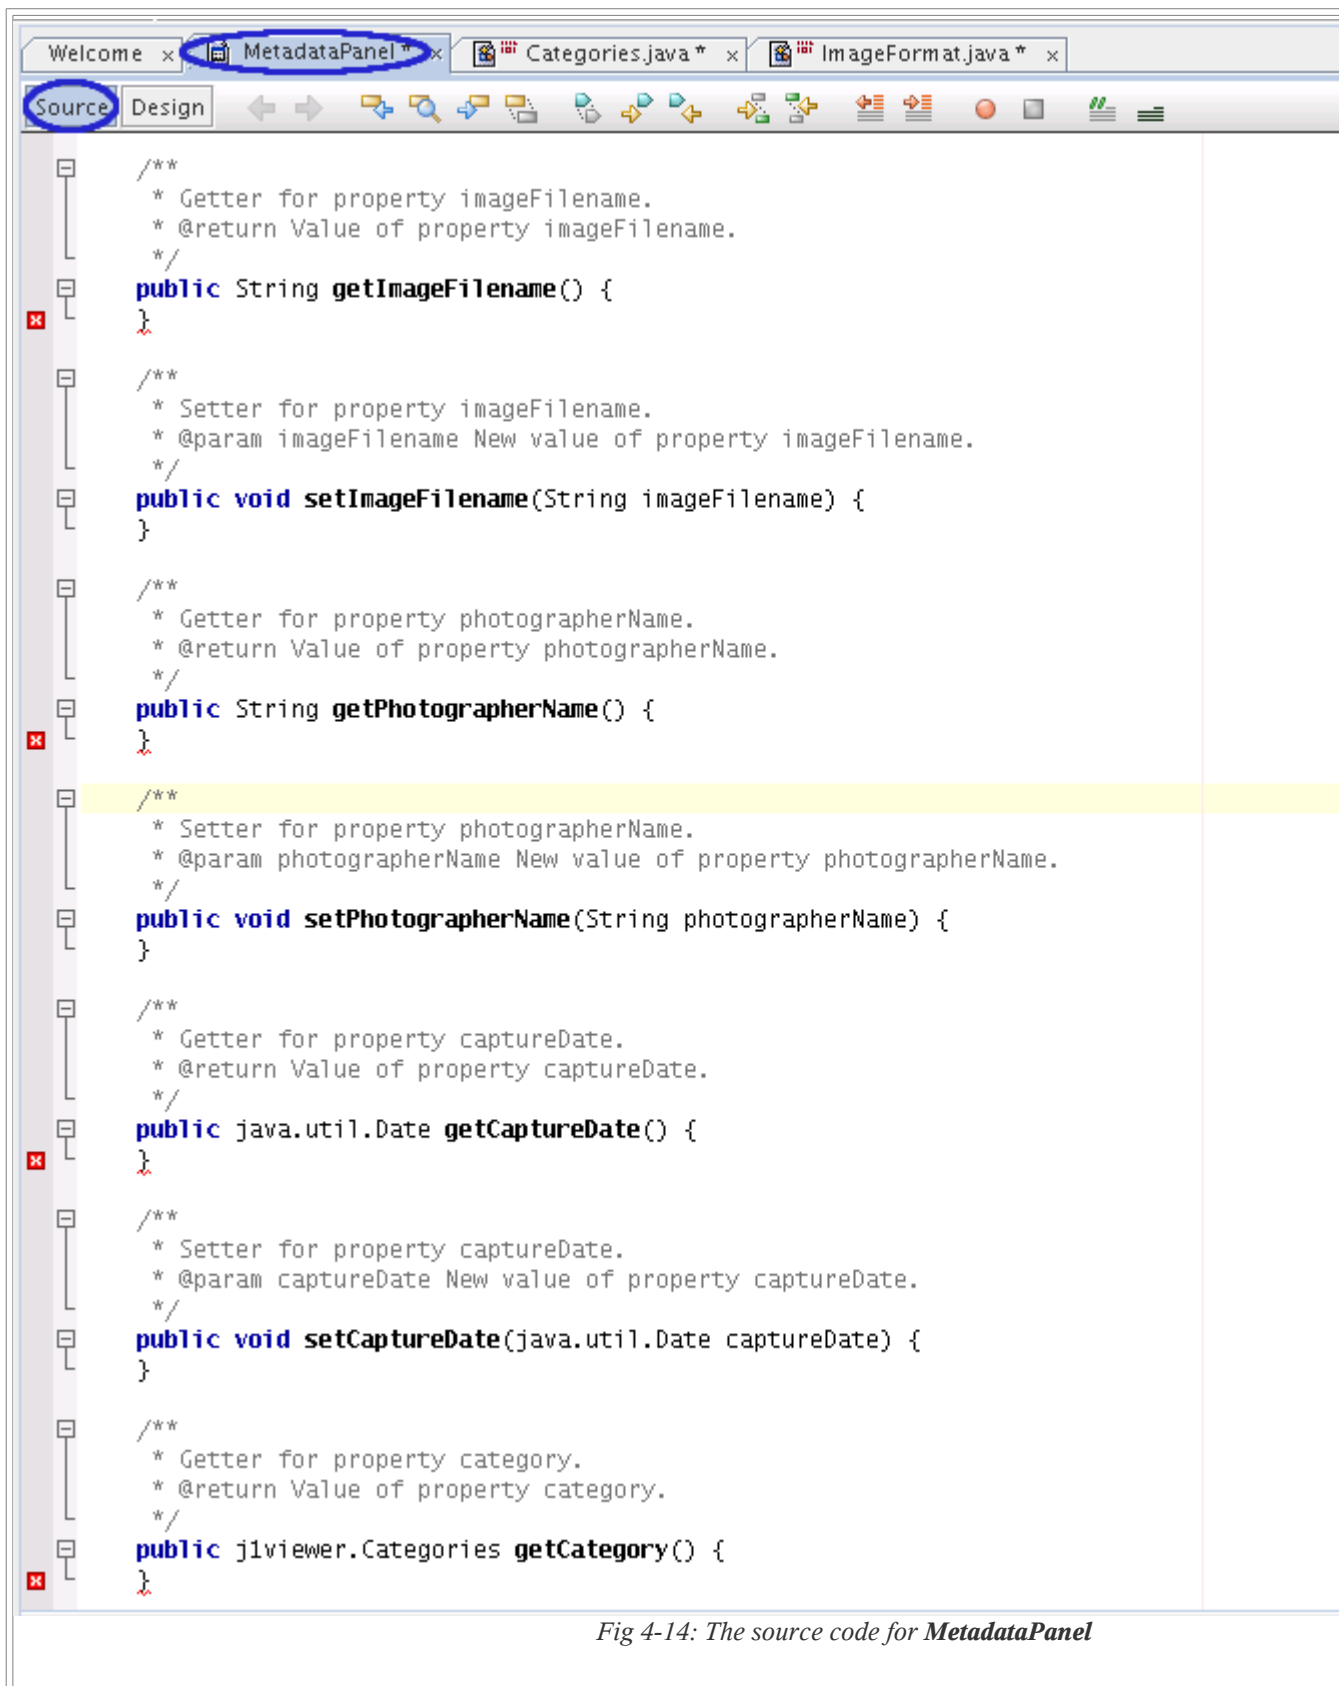 Welcome x MetadataPanel * x Categories.java * x ImageFormat.java * x
Source Design
/**
* Getter for property imageFilename.
* @return Value of property imageFilename.
*/
public String getImageFilename() {
}
/**
* Setter for property imageFilename.
* @param imageFilename New value of property imageFilename.
*/
public void setImageFilename(String imageFilename) {
}
/**
* Getter for property photographerName.
* @return Value of property photographerName.
*/
public String getPhotographerName() {
}
/**
* Setter for property photographerName.
* @param photographerName New value of property photographerName.
*/
public void setPhotographerName(String photographerName) {
}
/**
* Getter for property captureDate.
* @return Value of property captureDate.
*/
public java.util.Date getCaptureDate() {
}
/**
* Setter for property captureDate.
* @param captureDate New value of property captureDate.
*/
public void setCaptureDate(java.util.Date captureDate) {
}
/**
* Getter for property category.
* @return Value of property category.
*/
public j1viewer.Categories getCategory() {
}
Fig 4-14: The source code for MetadataPanel